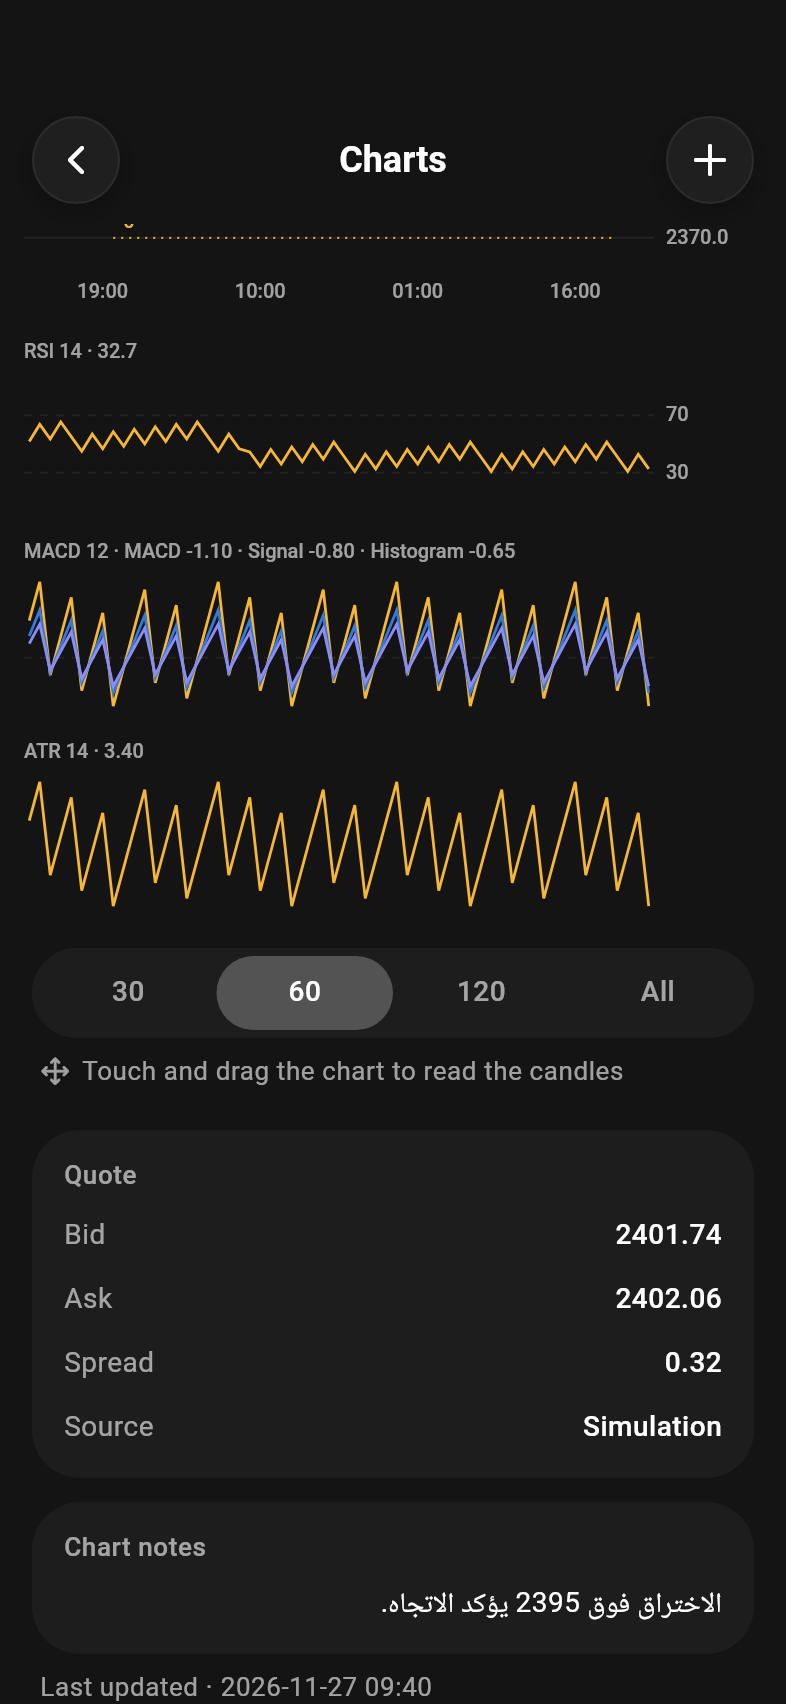 Charts
2370.0
19:00 10:00 01:00 16:00
RSI 14 · 32.7
70
30
MACD 12 · MACD -1.10 · Signal -0.80 · Histogram -0.65
ATR 14 · 3.40
30 60 120 All
Touch and drag the chart to read the candles
Quote
Bid 2401.74
Ask 2402.06
Spread 0.32
Source Simulation
Chart notes
الاختراق فوق 2395 يؤكد الاتجاه.
Last updated · 2026-11-27 09:40